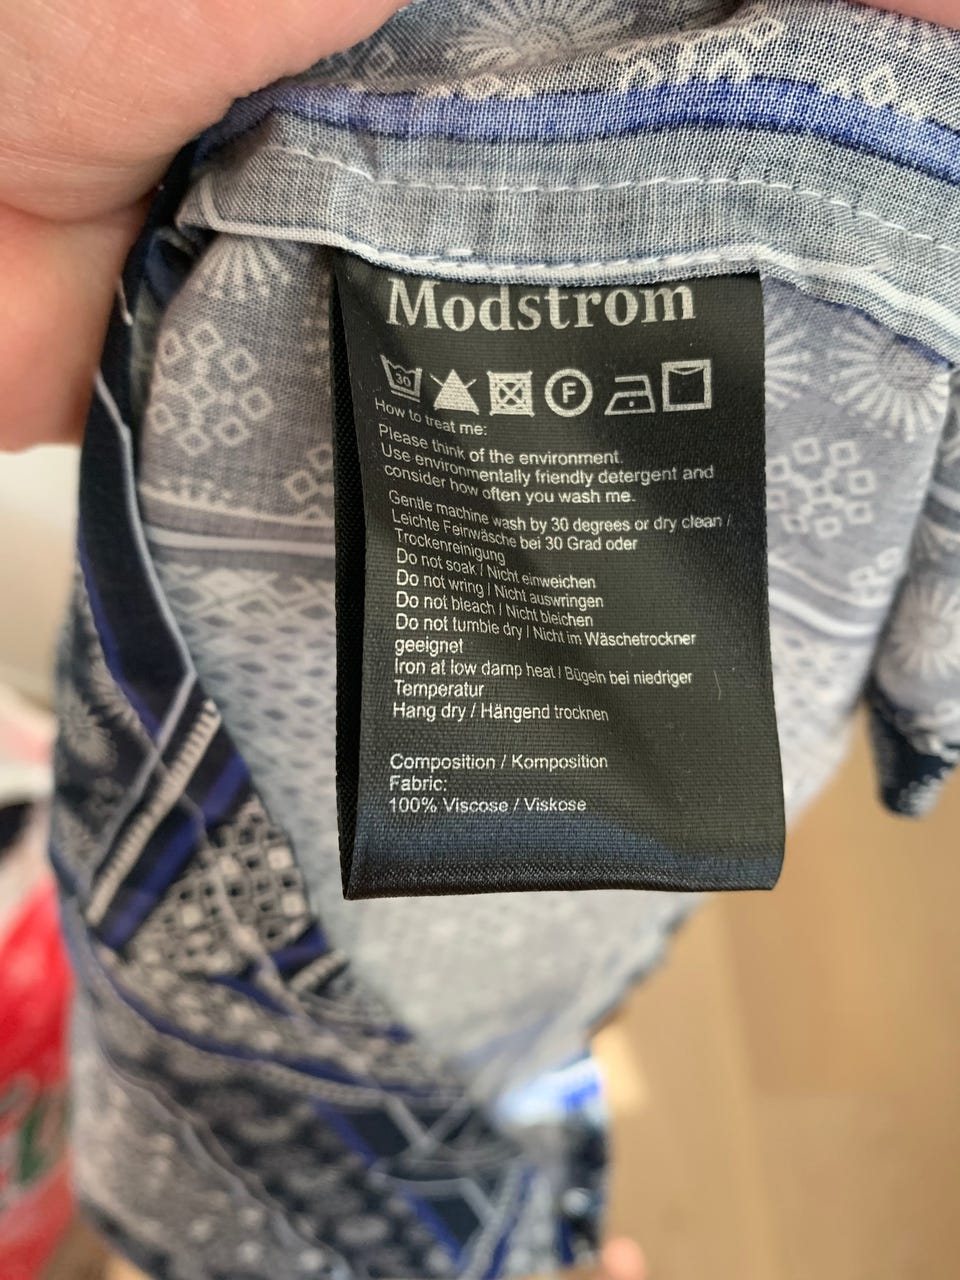 Modstrom
30
F
How to treat me:
Please think of the environment.
Use environmentally friendly detergent and
consider how often you wash me.
Gentle machine wash by 30 degrees or dry clean /
Leichte Feinwäsche bei 30 Grad oder
Trockenreinigung
Do not soak / Nicht einweichen
Do not wring / Nicht auswringen
Do not bleach / Nicht bleichen
Do not tumble dry / Nicht im Wäschetrockner
geeignet
Iron at low damp heat / Bügeln bei niedriger
Temperatur
Hang dry / Hängend trocknen
Composition / Komposition
Fabric:
100% Viscose / Viskose